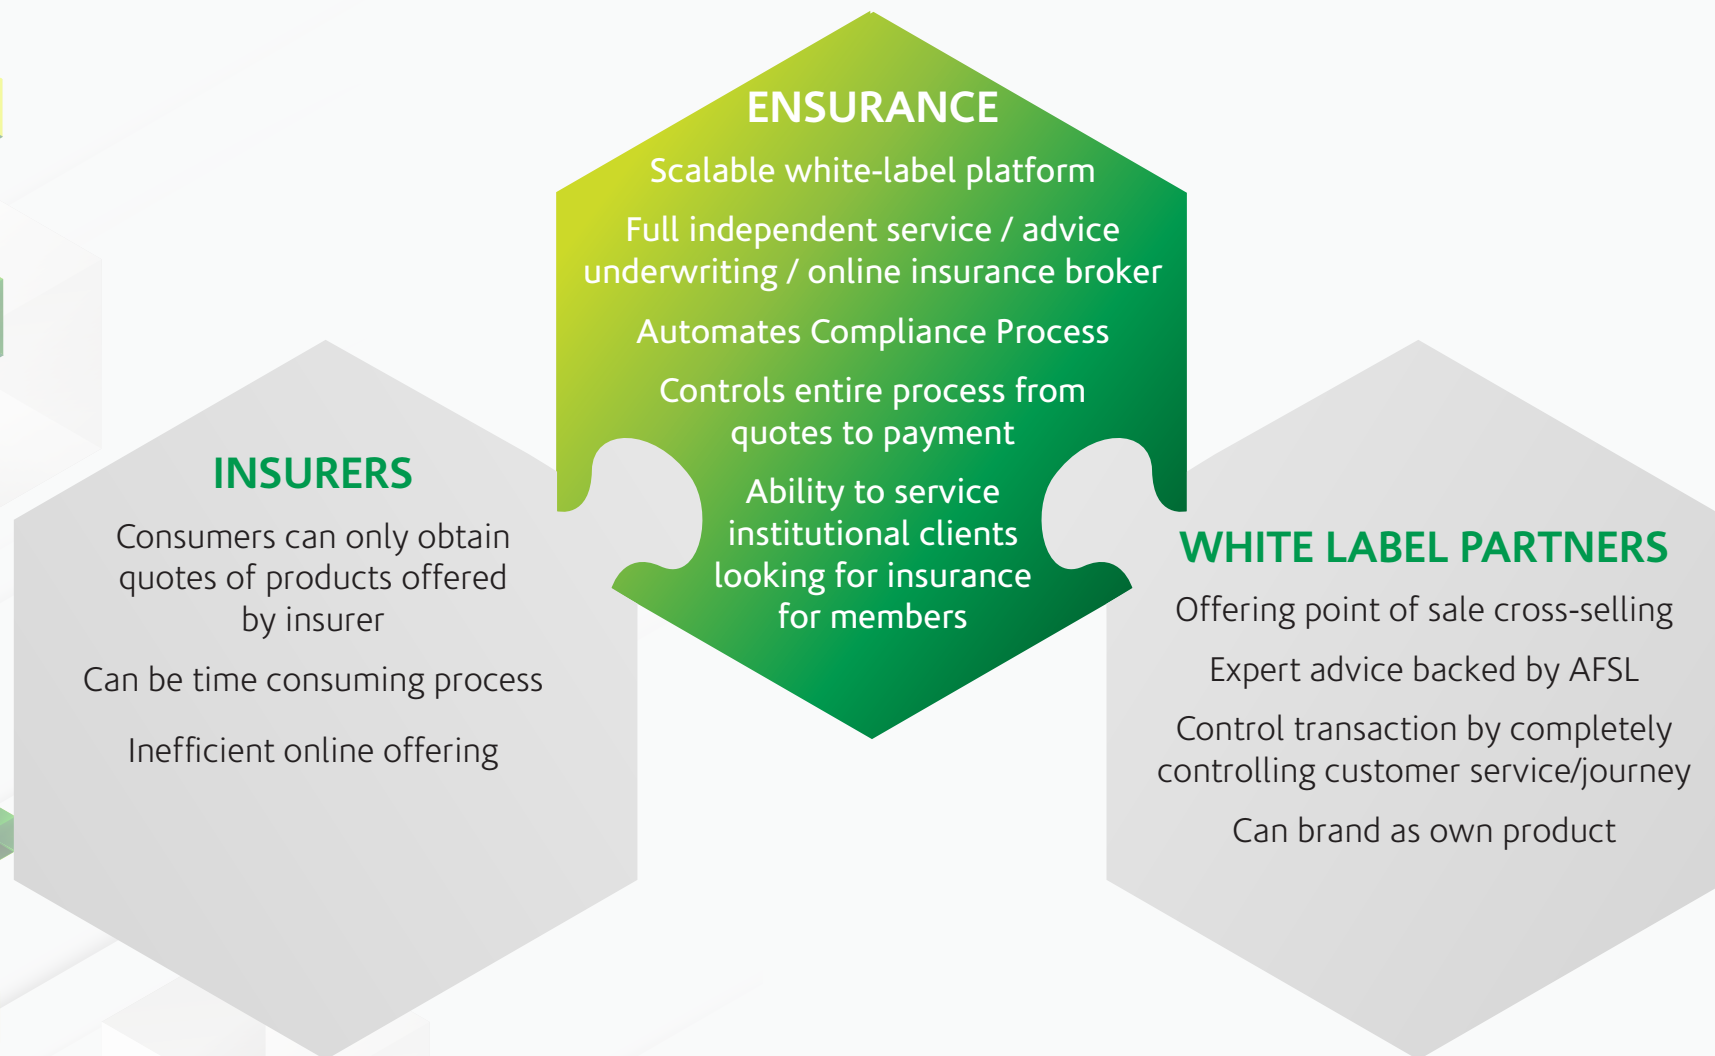 ENSURANCE
Scalable white-label platform
Full independent service / advice
underwriting / online insurance broker
Automates Compliance Process
Controls entire process from
quotes to payment
Ability to service
institutional clients
looking for insurance
for members
INSURERS
Consumers can only obtain
quotes of products offered
by insurer
Can be time consuming process
Inefficient online offering
WHITE LABEL PARTNERS
Offering point of sale cross-selling
Expert advice backed by AFSL
Control transaction by completely
controlling customer service/journey
Can brand as own product